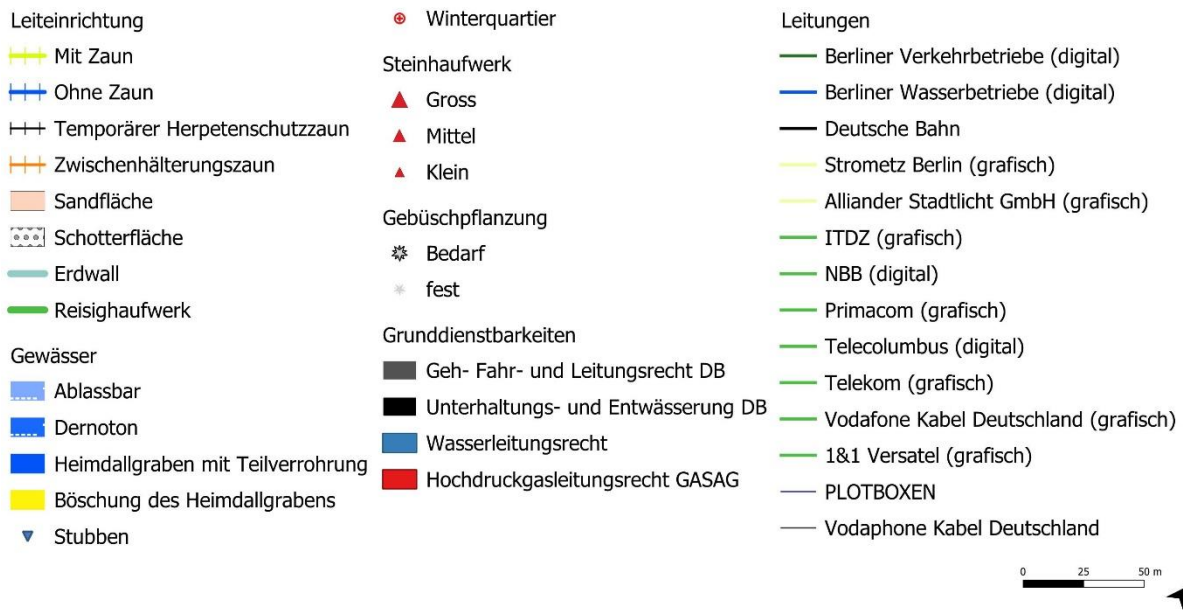 Leiteinrichtung
Mit Zaun
Ohne Zaun
Temporärer Herpetenschutzzaun
Zwischenhälterungszaun
Sandfläche
Schotterfläche
Erdwall
Reisighaufwerk
Gewässer
Ablassbar
Dernoton
Heimdallgraben mit Teilverrohrung
Böschung des Heimdallgrabens
Stubben
Winterquartier
Steinhaufwerk
Gross
Mittel
Klein
Gebüschpflanzung
Bedarf
fest
Grunddienstbarkeiten
Geh- Fahr- und Leitungsrecht DB
Unterhaltungs- und Entwässerung DB
Wasserleitungsrecht
Hochdruckgasleitungsrecht GASAG
Leitungen
Berliner Verkehrbetriebe (digital)
Berliner Wasserbetriebe (digital)
Deutsche Bahn
Strometz Berlin (grafisch)
Alliander Stadtlicht GmbH (grafisch)
ITDZ (grafisch)
NBB (digital)
Primacom (grafisch)
Telecolumbus (digital)
Telekom (grafisch)
Vodafone Kabel Deutschland (grafisch)
1&1 Versatel (grafisch)
PLOTBOXEN
Vodaphone Kabel Deutschland
0 25 50 m